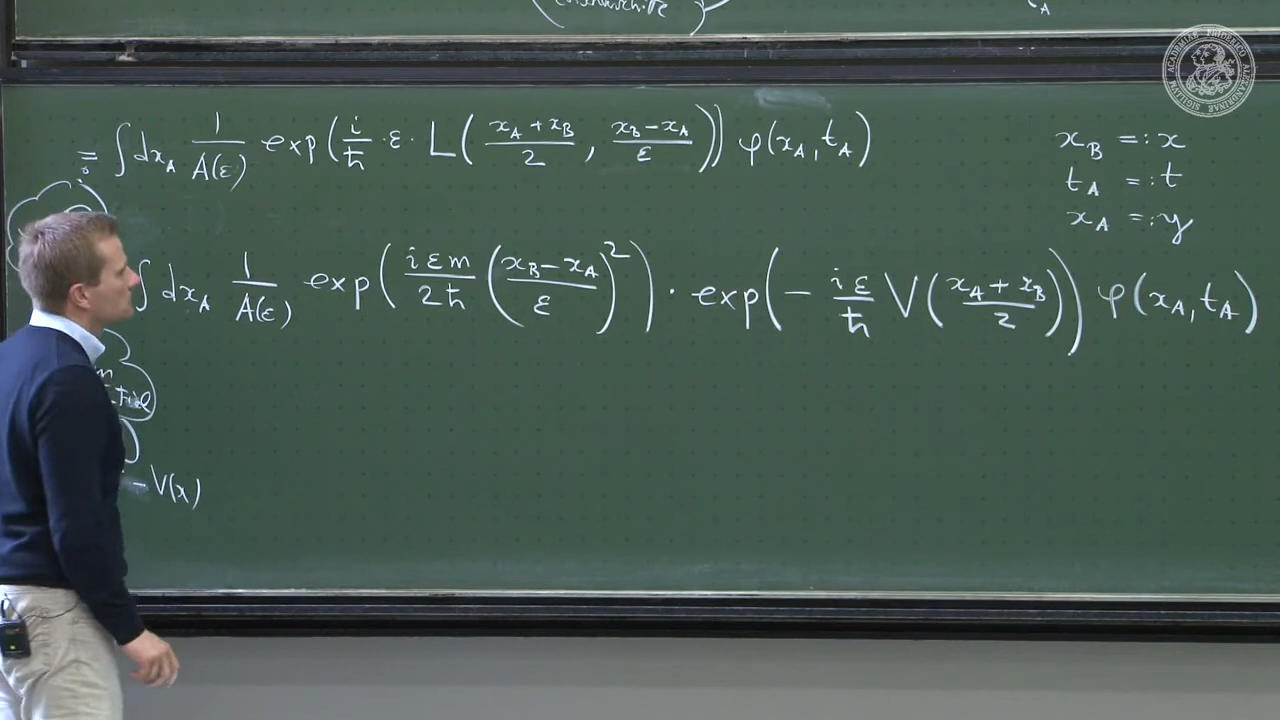 = ∫ dx_A 1/A(ε) exp( i/ħ · ε · L( (x_A + x_B)/2 , (x_B − x_A)/ε ) ) φ(x_A, t_A)
x_B =: x
t_A =: t
x_A =: y
∫ dx_A 1/A(ε) exp( iεm/2ħ ( (x_B − x_A)/ε )² ) · exp( − iε/ħ V( (x_A + x_B)/2 ) ) φ(x_A, t_A)
− V(x)